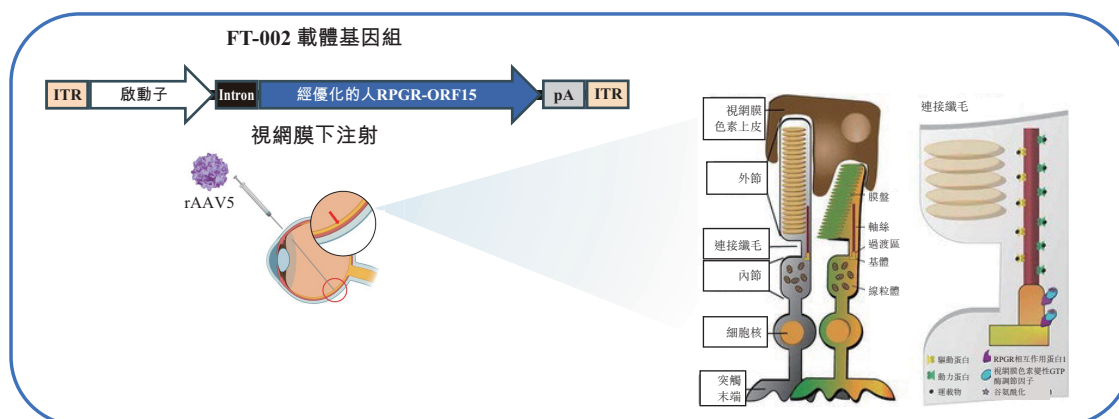 FT-002 載體基因組
ITR
啟動子
Intron
經優化的人RPGR-ORF15
pA
ITR
視網膜下注射
rAAV5
視網膜
色素上皮
外節
連接纖毛
內節
細胞核
突觸
末端
膜盤
軸絲
過渡區
基體
線粒體
連接纖毛
驅動蛋白
動力蛋白
運載物
RPGR相互作用蛋白1
視網膜色素變性GTP
酶調節因子
谷氨酰化